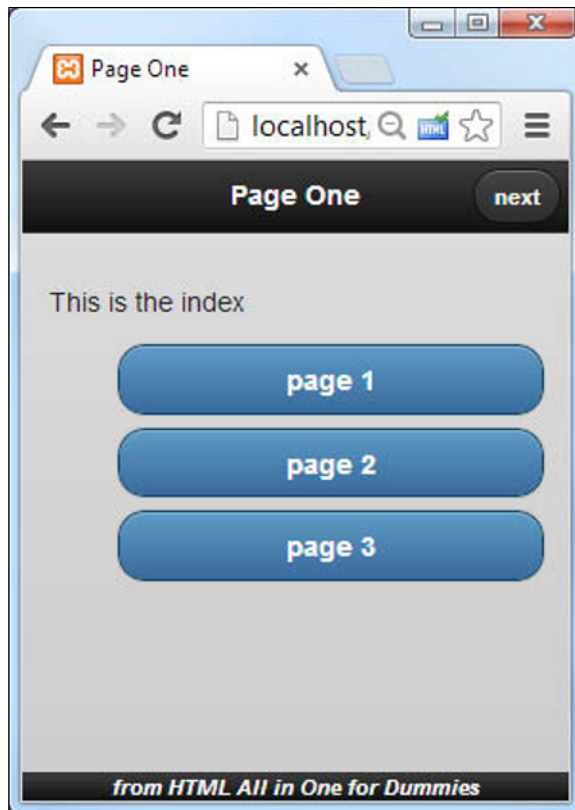 Page One
localhost,
Page One
next
This is the index
page 1
page 2
page 3
from HTML All in One for Dummies